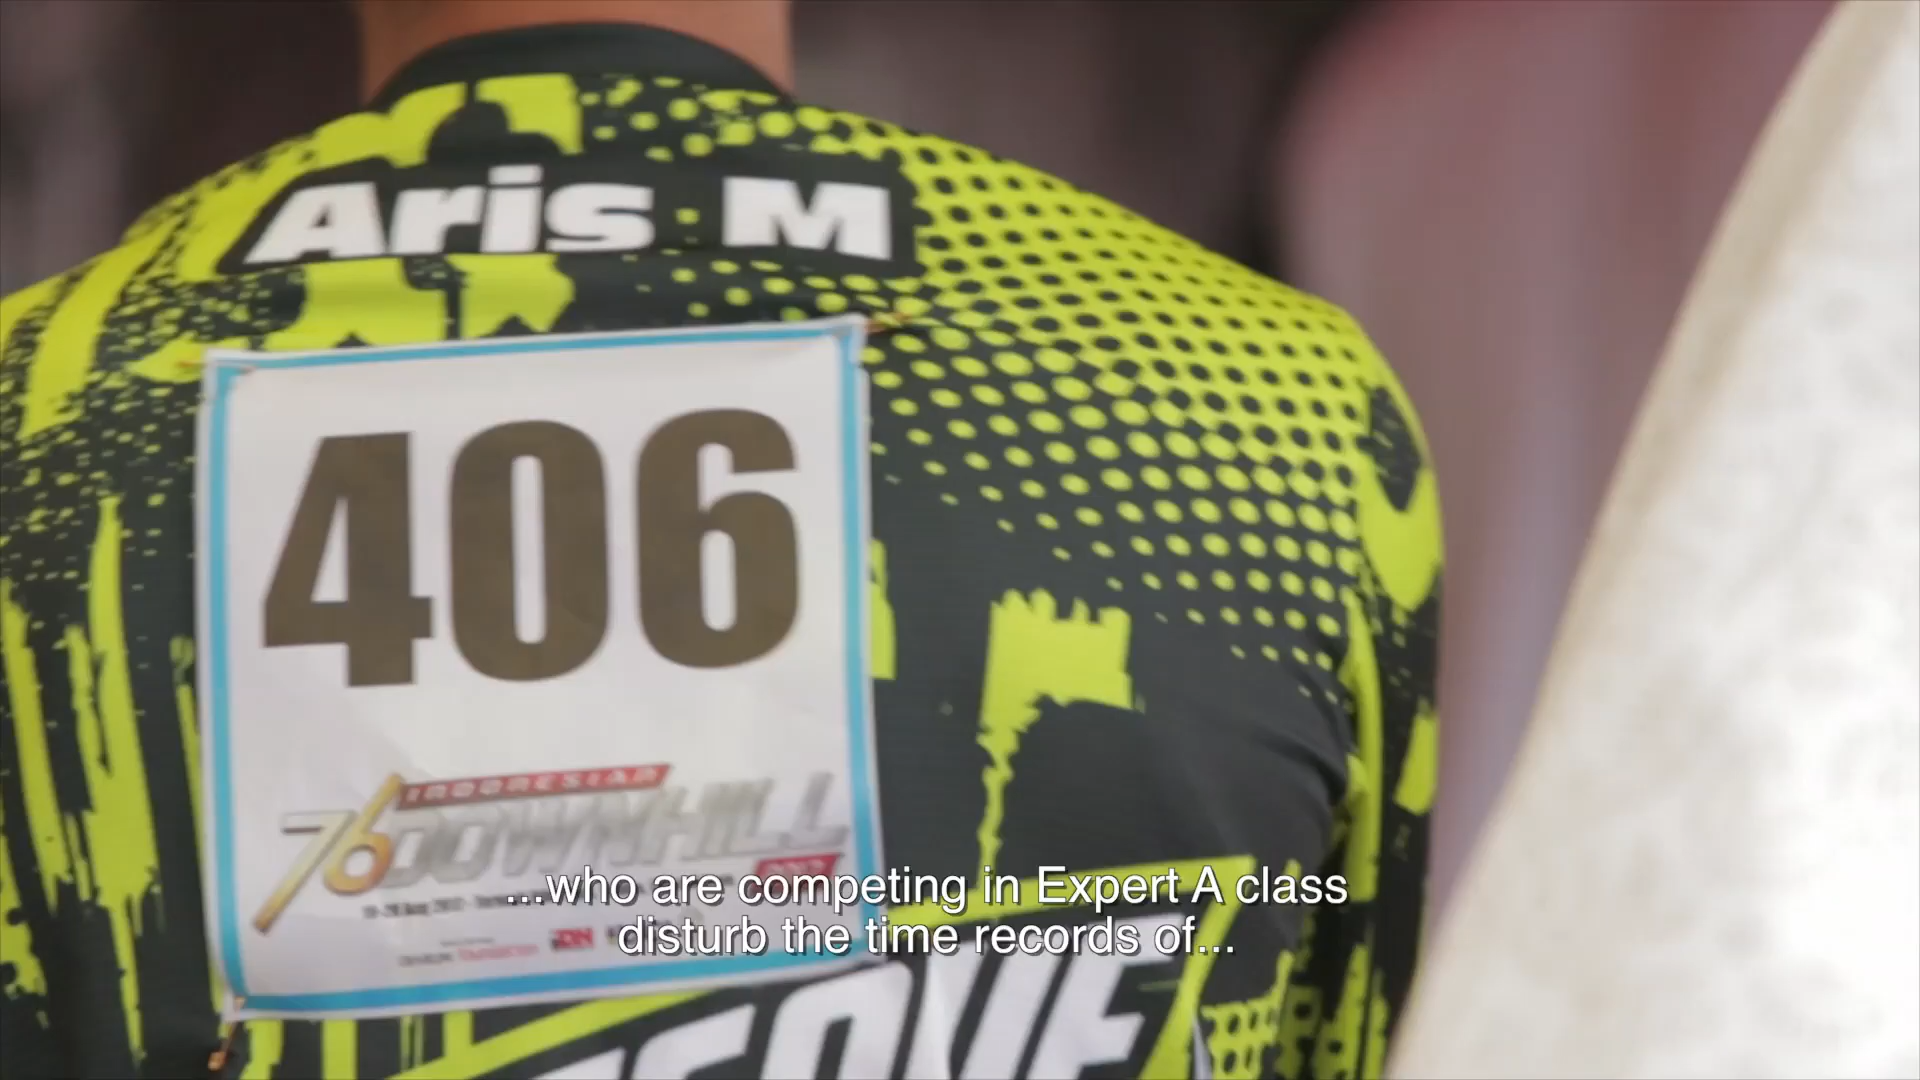 Aris M
406
INDONESIAN
76 DOWNHILL
...who are competing in Expert A class
disturb the time records of...